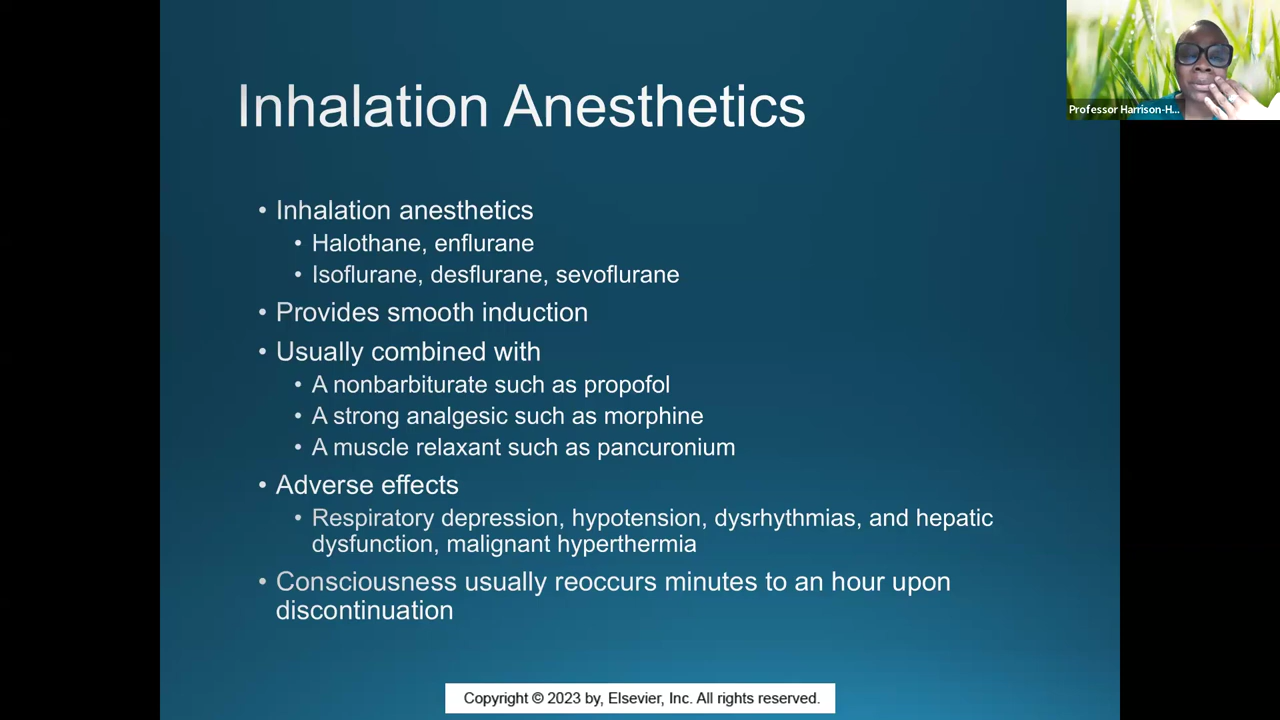 Professor Harrison-H...
Inhalation Anesthetics
• Inhalation anesthetics
• Halothane, enflurane
• Isoflurane, desflurane, sevoflurane
• Provides smooth induction
• Usually combined with
• A nonbarbiturate such as propofol
• A strong analgesic such as morphine
• A muscle relaxant such as pancuronium
• Adverse effects
• Respiratory depression, hypotension, dysrhythmias, and hepatic
dysfunction, malignant hyperthermia
• Consciousness usually reoccurs minutes to an hour upon
discontinuation
Copyright © 2023 by, Elsevier, Inc. All rights reserved.